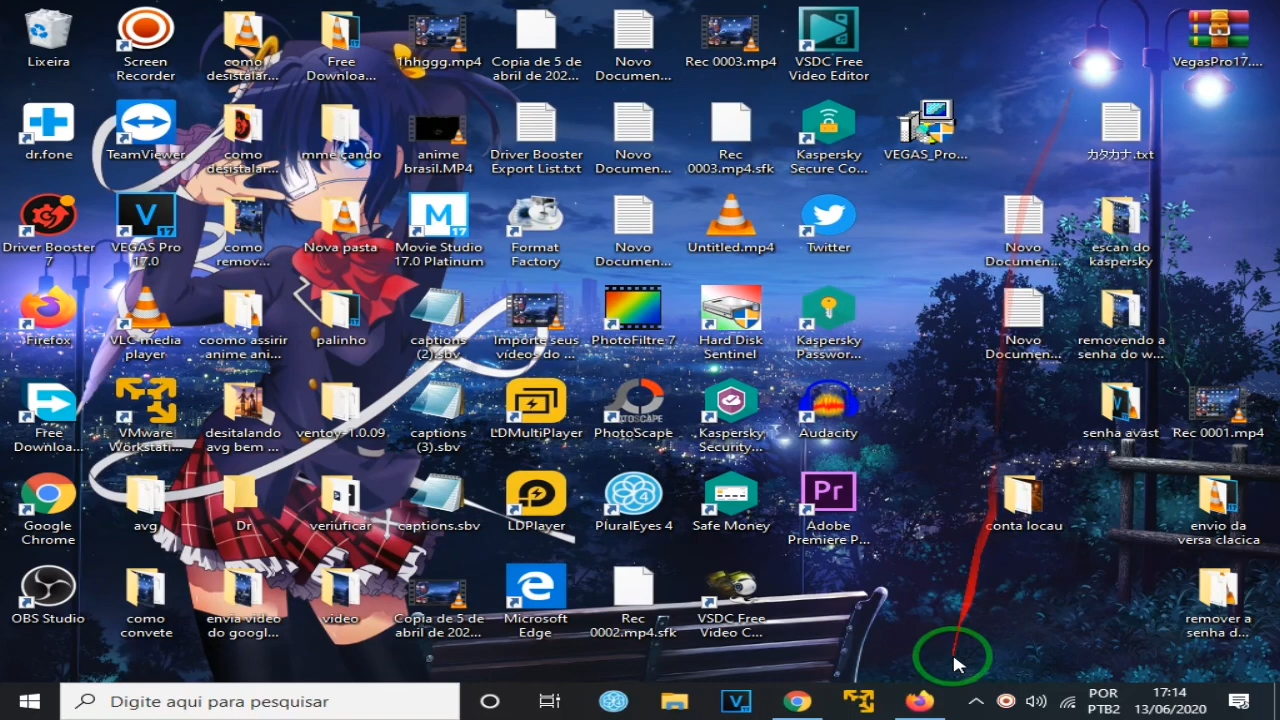 Lixeira
Screen
Recorder
como
desistalar...
Free
Downloa...
1hhggg.mp4
Copia de 5 de
abril de 202...
Novo
Documen...
Rec 0003.mp4
VSDC Free
Video Editor
VegasPro17....
dr.fone
TeamViewer
como
desistalar...
mme çando
anime
brasil.MP4
Driver Booster
Export List.txt
Novo
Documen...
Rec
0003.mp4.sfk
Kaspersky
Secure Co...
VEGAS_Pro...
カタカナ.txt
Driver Booster
7
VEGAS Pro
17.0
como
remov...
Nova pasta
Movie Studio
17.0 Platinum
Format
Factory
Novo
Documen...
Untitled.mp4
Twitter
Novo
Documen...
escan do
kaspersky
Firefox
VLC media
player
coomo assirir
anime ani...
palinho
captions
(2).sbv
Importe seus
vídeos do ...
PhotoFiltre 7
Hard Disk
Sentinel
Kaspersky
Passwor...
Novo
Documen...
removendo a
senha do w...
Free
Downloa...
VMware
Workstati...
desitalando
avg bem ...
ventoy-1.0.09
captions
(3).sbv
LDMultiPlayer
PhotoScape
Kaspersky
Security...
Audacity
senha avast
Rec 0001.mp4
Google
Chrome
avg
Dr
veriuficar
captions.sbv
LDPlayer
PluralEyes 4
Safe Money
Adobe
Premiere P...
conta locau
envio da
versa clacica
OBS Studio
como
convete
envia video
do googl...
video
Copia de 5 de
abril de 202...
Microsoft
Edge
Rec
0002.mp4.sfk
VSDC Free
Video C...
remover a
senha d...
Digite aqui para pesquisar
POR
PTB2
17:14
13/06/2020